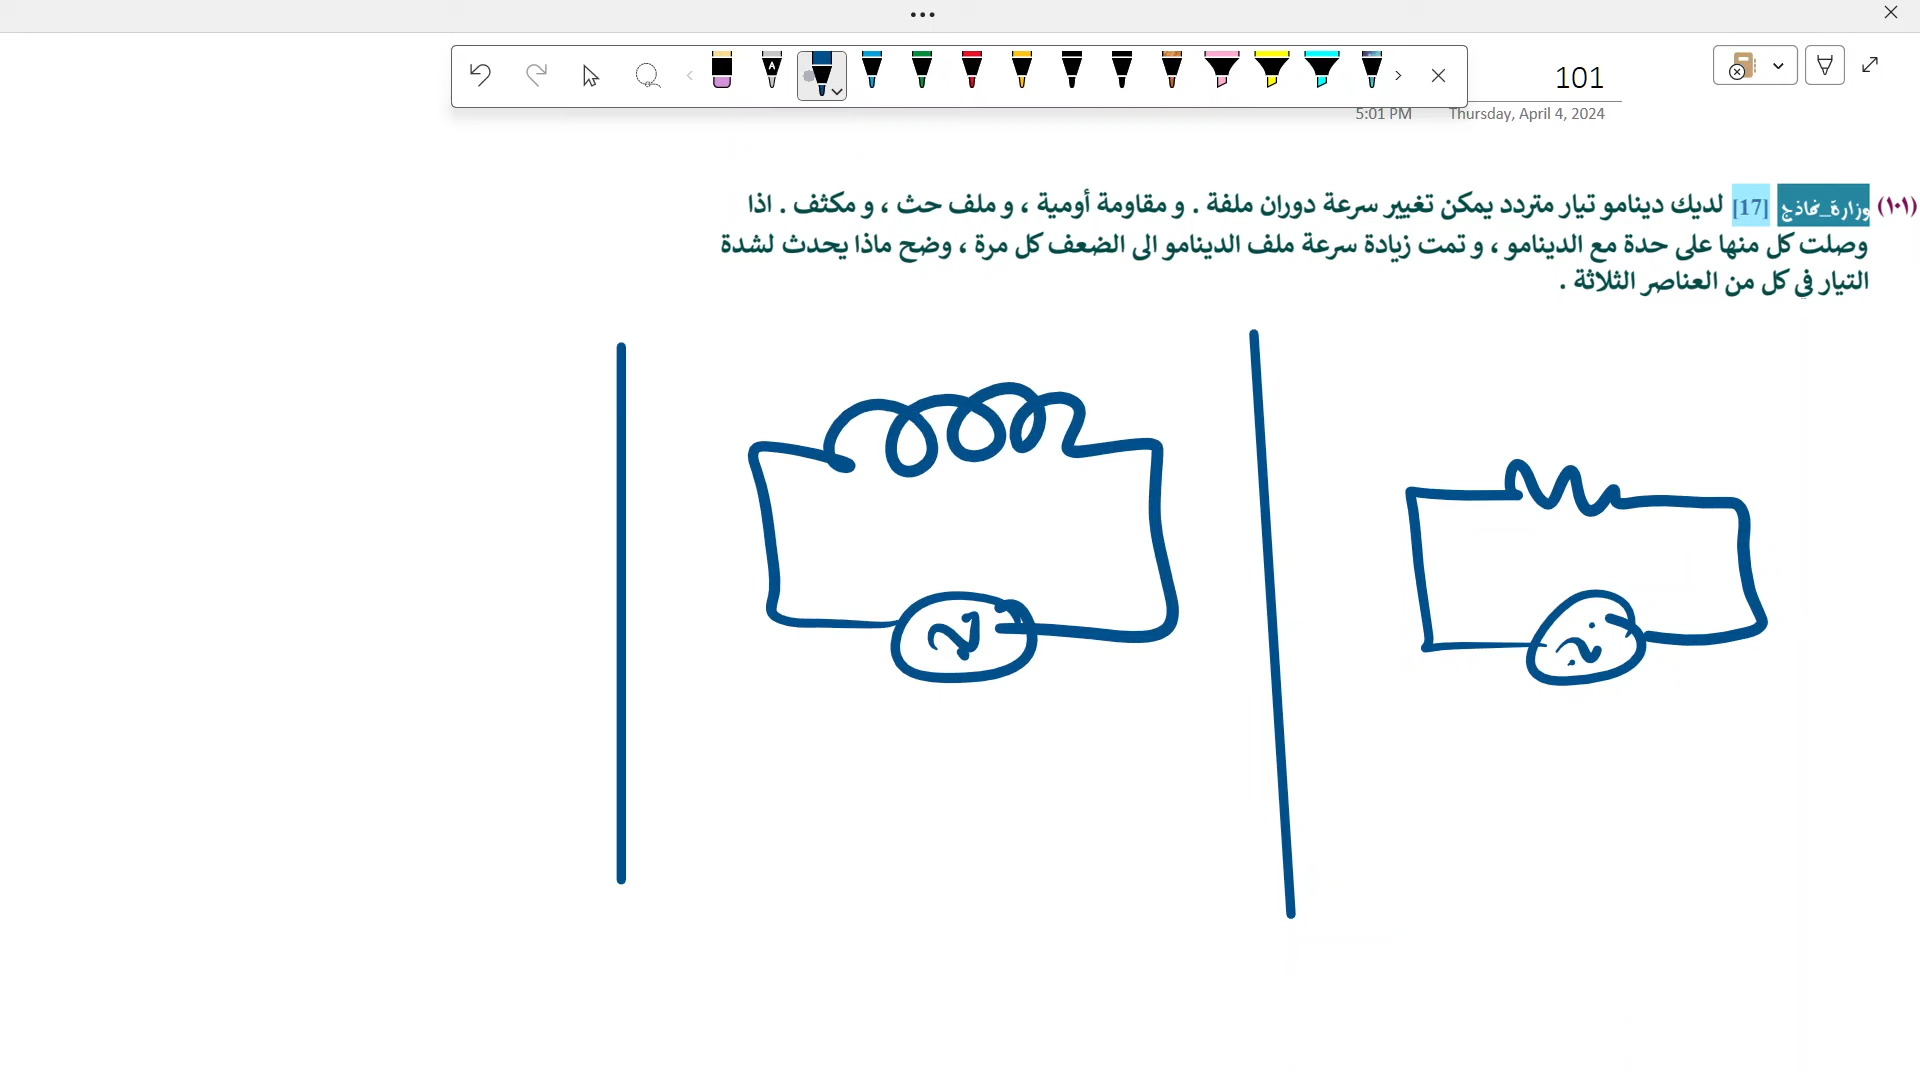 101
5:01 PM Thursday, April 4, 2024
(١٠١) وزارة_نماذج [17] لديك دينامو تيار متردد يمكن تغيير سرعة دوران ملفة . و مقاومة أومية ، و ملف حث ، و مكثف . اذا
وصلت كل منها على حدة مع الدينامو ، و تمت زيادة سرعة ملف الدينامو الى الضعف كل مرة ، وضح ماذا يحدث لشدة
التيار في كل من العناصر الثلاثة .